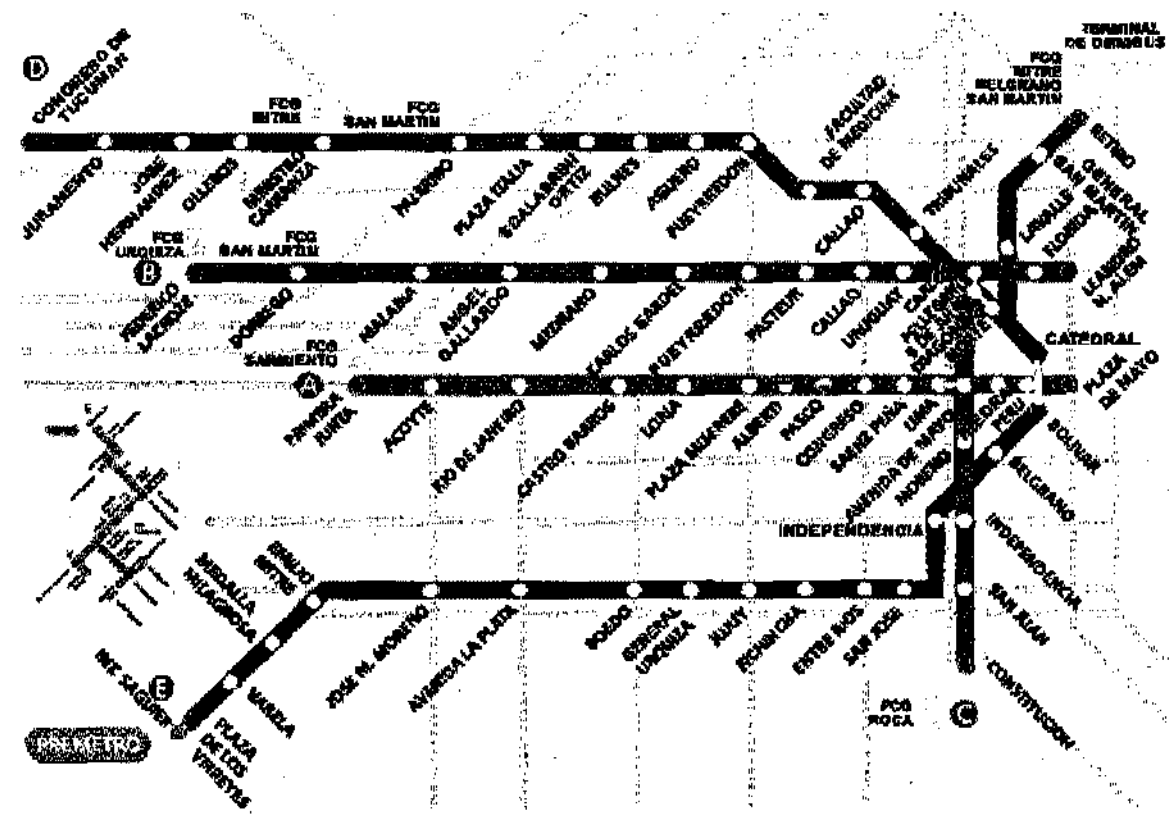 D
CONGRESO DE
TUCUMAN
JURAMENTO
JOSE
HERNANDEZ
OLLEROS
FCG
MITRE
MINISTRO
CARRANZA
FCG
SAN MARTIN
PALERMO
PLAZA ITALIA
SCALABRINI
ORTIZ
BULNES
AGUERO
PUEYRREDON
FACULTAD
DE MEDICINA
CALLAO
TRIBUNALES
TERMINAL
DE OMNIBUS
FCG
MITRE
BELGRANO
SAN MARTIN
RETIRO
GENERAL
SAN MARTIN
LAVALLE
FLORIDA
LEANDRO
N. ALEM
FCG
URQUIZA
B
FEDERICO
LACROZE
FCG
SAN MARTIN
DORREGO
MALABIA
ANGEL
GALLARDO
MEDRANO
CARLOS GARDEL
PUEYRREDON
PASTEUR
CALLAO
URUGUAY
CATEDRAL
FCG
SARMIENTO
A
PRIMERA
JUNTA
ACOYTE
RIO DE JANEIRO
CASTRO BARROS
LORIA
PLAZA MISERERE
ALBERTI
PASCO
CONGRESO
SAENZ PEÑA
LIMA
AVENIDA DE MAYO
PIEDRAS
PERU
PLAZA
DE MAYO
MORENO
BOLIVAR
BELGRANO
INDEPENDENCIA
INDEPENDENCIA
SAN JUAN
CONSTITUCION
FCG
ROCA
C
E
PREMETRO
INT. SAGUIER
PLAZA
DE LOS
VIRREYES
VARELA
MEDALLA
MILAGROSA
EMILIO
MITRE
JOSE M. MORENO
AVENIDA LA PLATA
BOEDO
GENERAL
URQUIZA
JUJUY
PICHINCHA
ENTRE RIOS
SAN JOSE